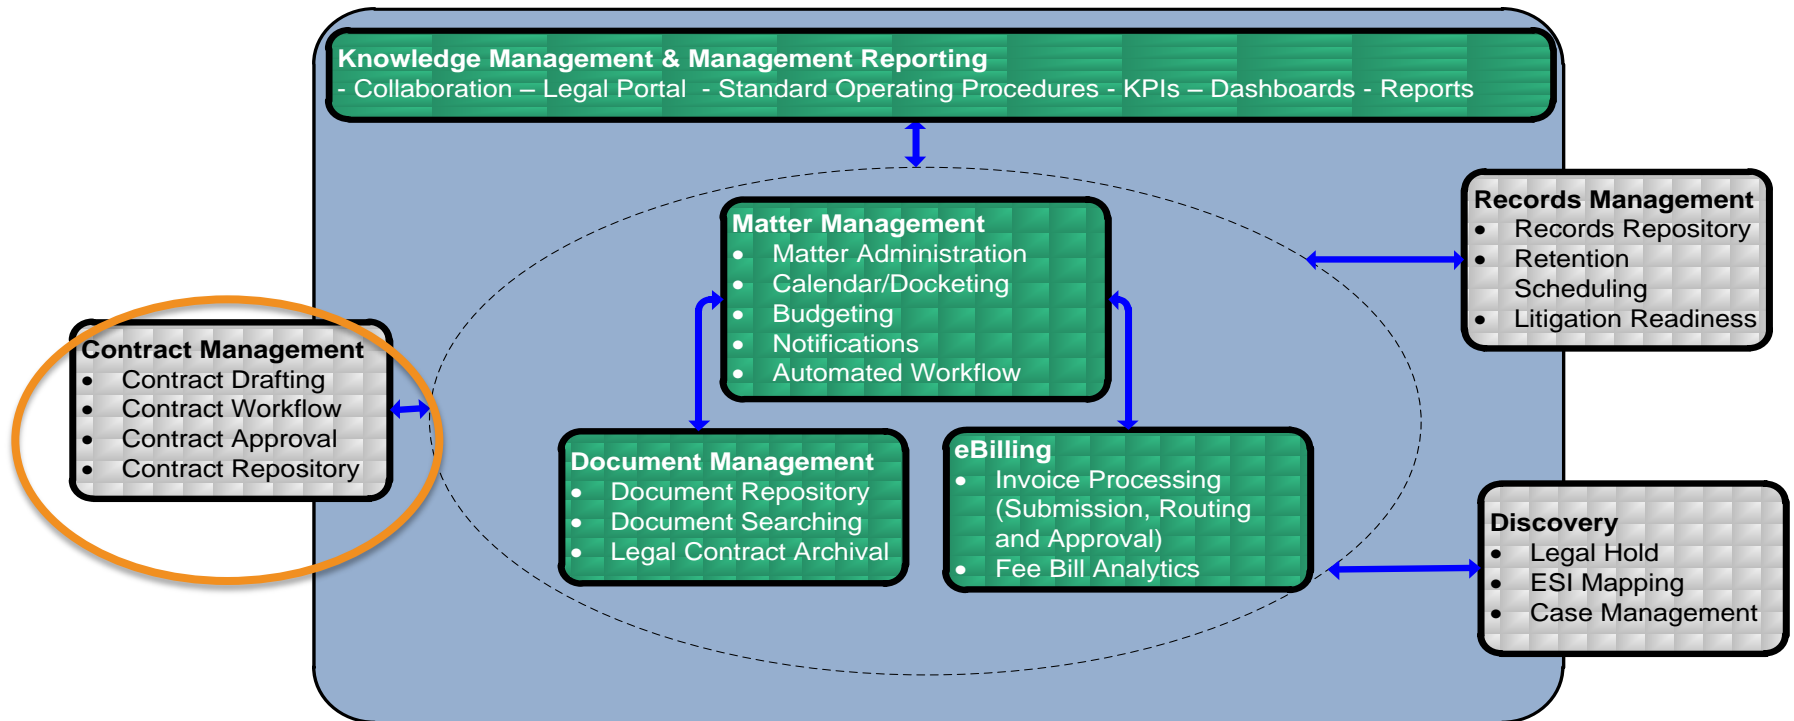 Knowledge Management & Management Reporting
- Collaboration – Legal Portal  - Standard Operating Procedures - KPIs – Dashboards - Reports
Matter Management
• Matter Administration
• Calendar/Docketing
• Budgeting
• Notifications
• Automated Workflow
Records Management
• Records Repository
• Retention
Scheduling
• Litigation Readiness
Contract Management
• Contract Drafting
• Contract Workflow
• Contract Approval
• Contract Repository
Document Management
• Document Repository
• Document Searching
• Legal Contract Archival
eBilling
• Invoice Processing
(Submission, Routing
and Approval)
• Fee Bill Analytics
Discovery
• Legal Hold
• ESI Mapping
• Case Management